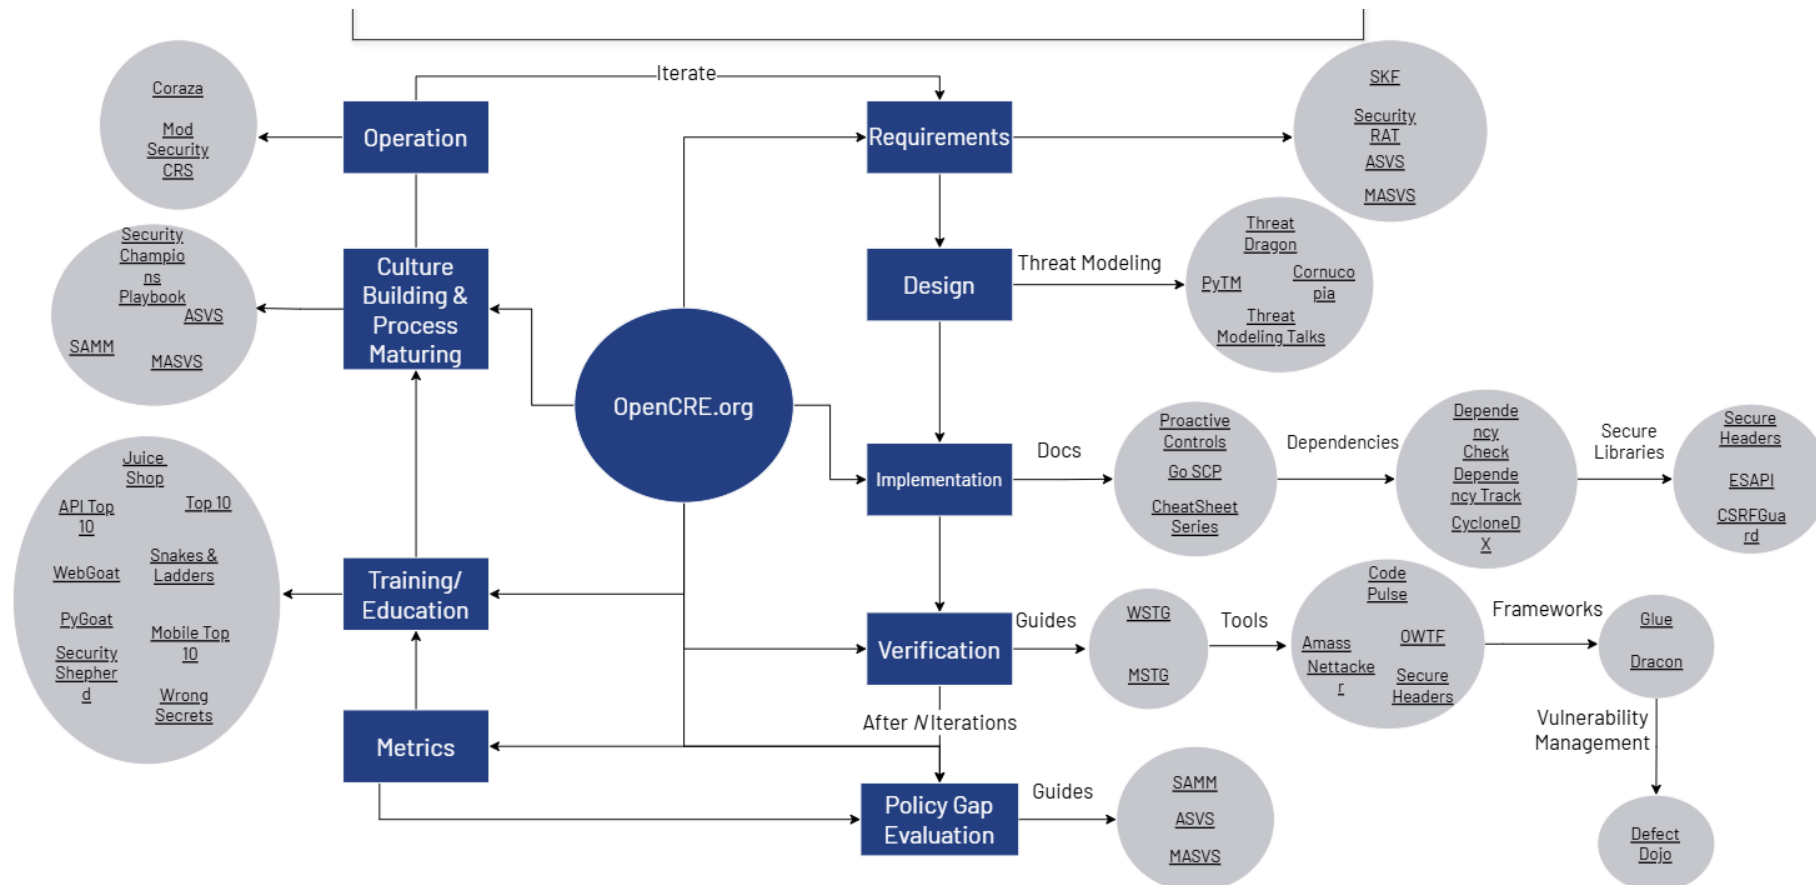 Iterate
Coraza
Mod
Security
CRS
Operation
Requirements
SKF
Security
RAT
ASVS
MASVS
Security
Champio
ns
Playbook
ASVS
SAMM
MASVS
Culture
Building &
Process
Maturing
Design
Threat Modeling
Threat
Dragon
PyTM
Cornuco
pia
Threat
Modeling Talks
OpenCRE.org
Implementation
Docs
Proactive
Controls
Go SCP
CheatSheet
Series
Dependencies
Depende
ncy
Check
Depende
ncy Track
CycloneD
X
Secure
Libraries
Secure
Headers
ESAPI
CSRFGua
rd
Juice
Shop
API Top
10
Top 10
WebGoat
Snakes &
Ladders
PyGoat
Mobile Top
10
Security
Shepher
d
Wrong
Secrets
Training/
Education
Verification
Guides
WSTG
MSTG
Tools
Code
Pulse
Amass
OWTF
Nettacke
r
Secure
Headers
Frameworks
Glue
Dracon
Vulnerability
Management
Defect
Dojo
Metrics
After N Iterations
Policy Gap
Evaluation
Guides
SAMM
ASVS
MASVS